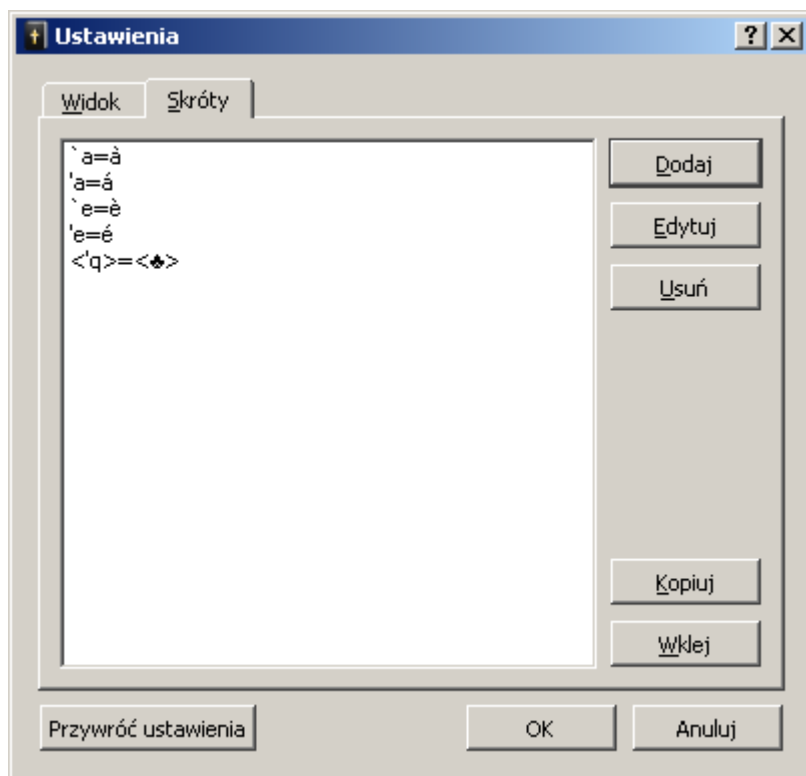 Ustawienia
Widok
Skróty
`a=à
'a=á
`e=è
'e=é
<'q>=<♣>
Dodaj
Edytuj
Usuń
Kopiuj
Wklej
Przywróć ustawienia
OK
Anuluj